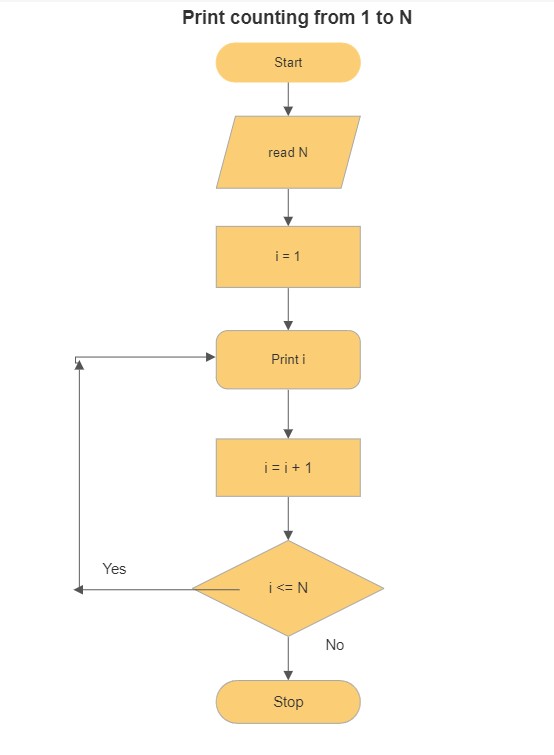 Print counting from 1 to N
Start
read N
i = 1
Print i
i = i + 1
Yes
i <= N
No
Stop